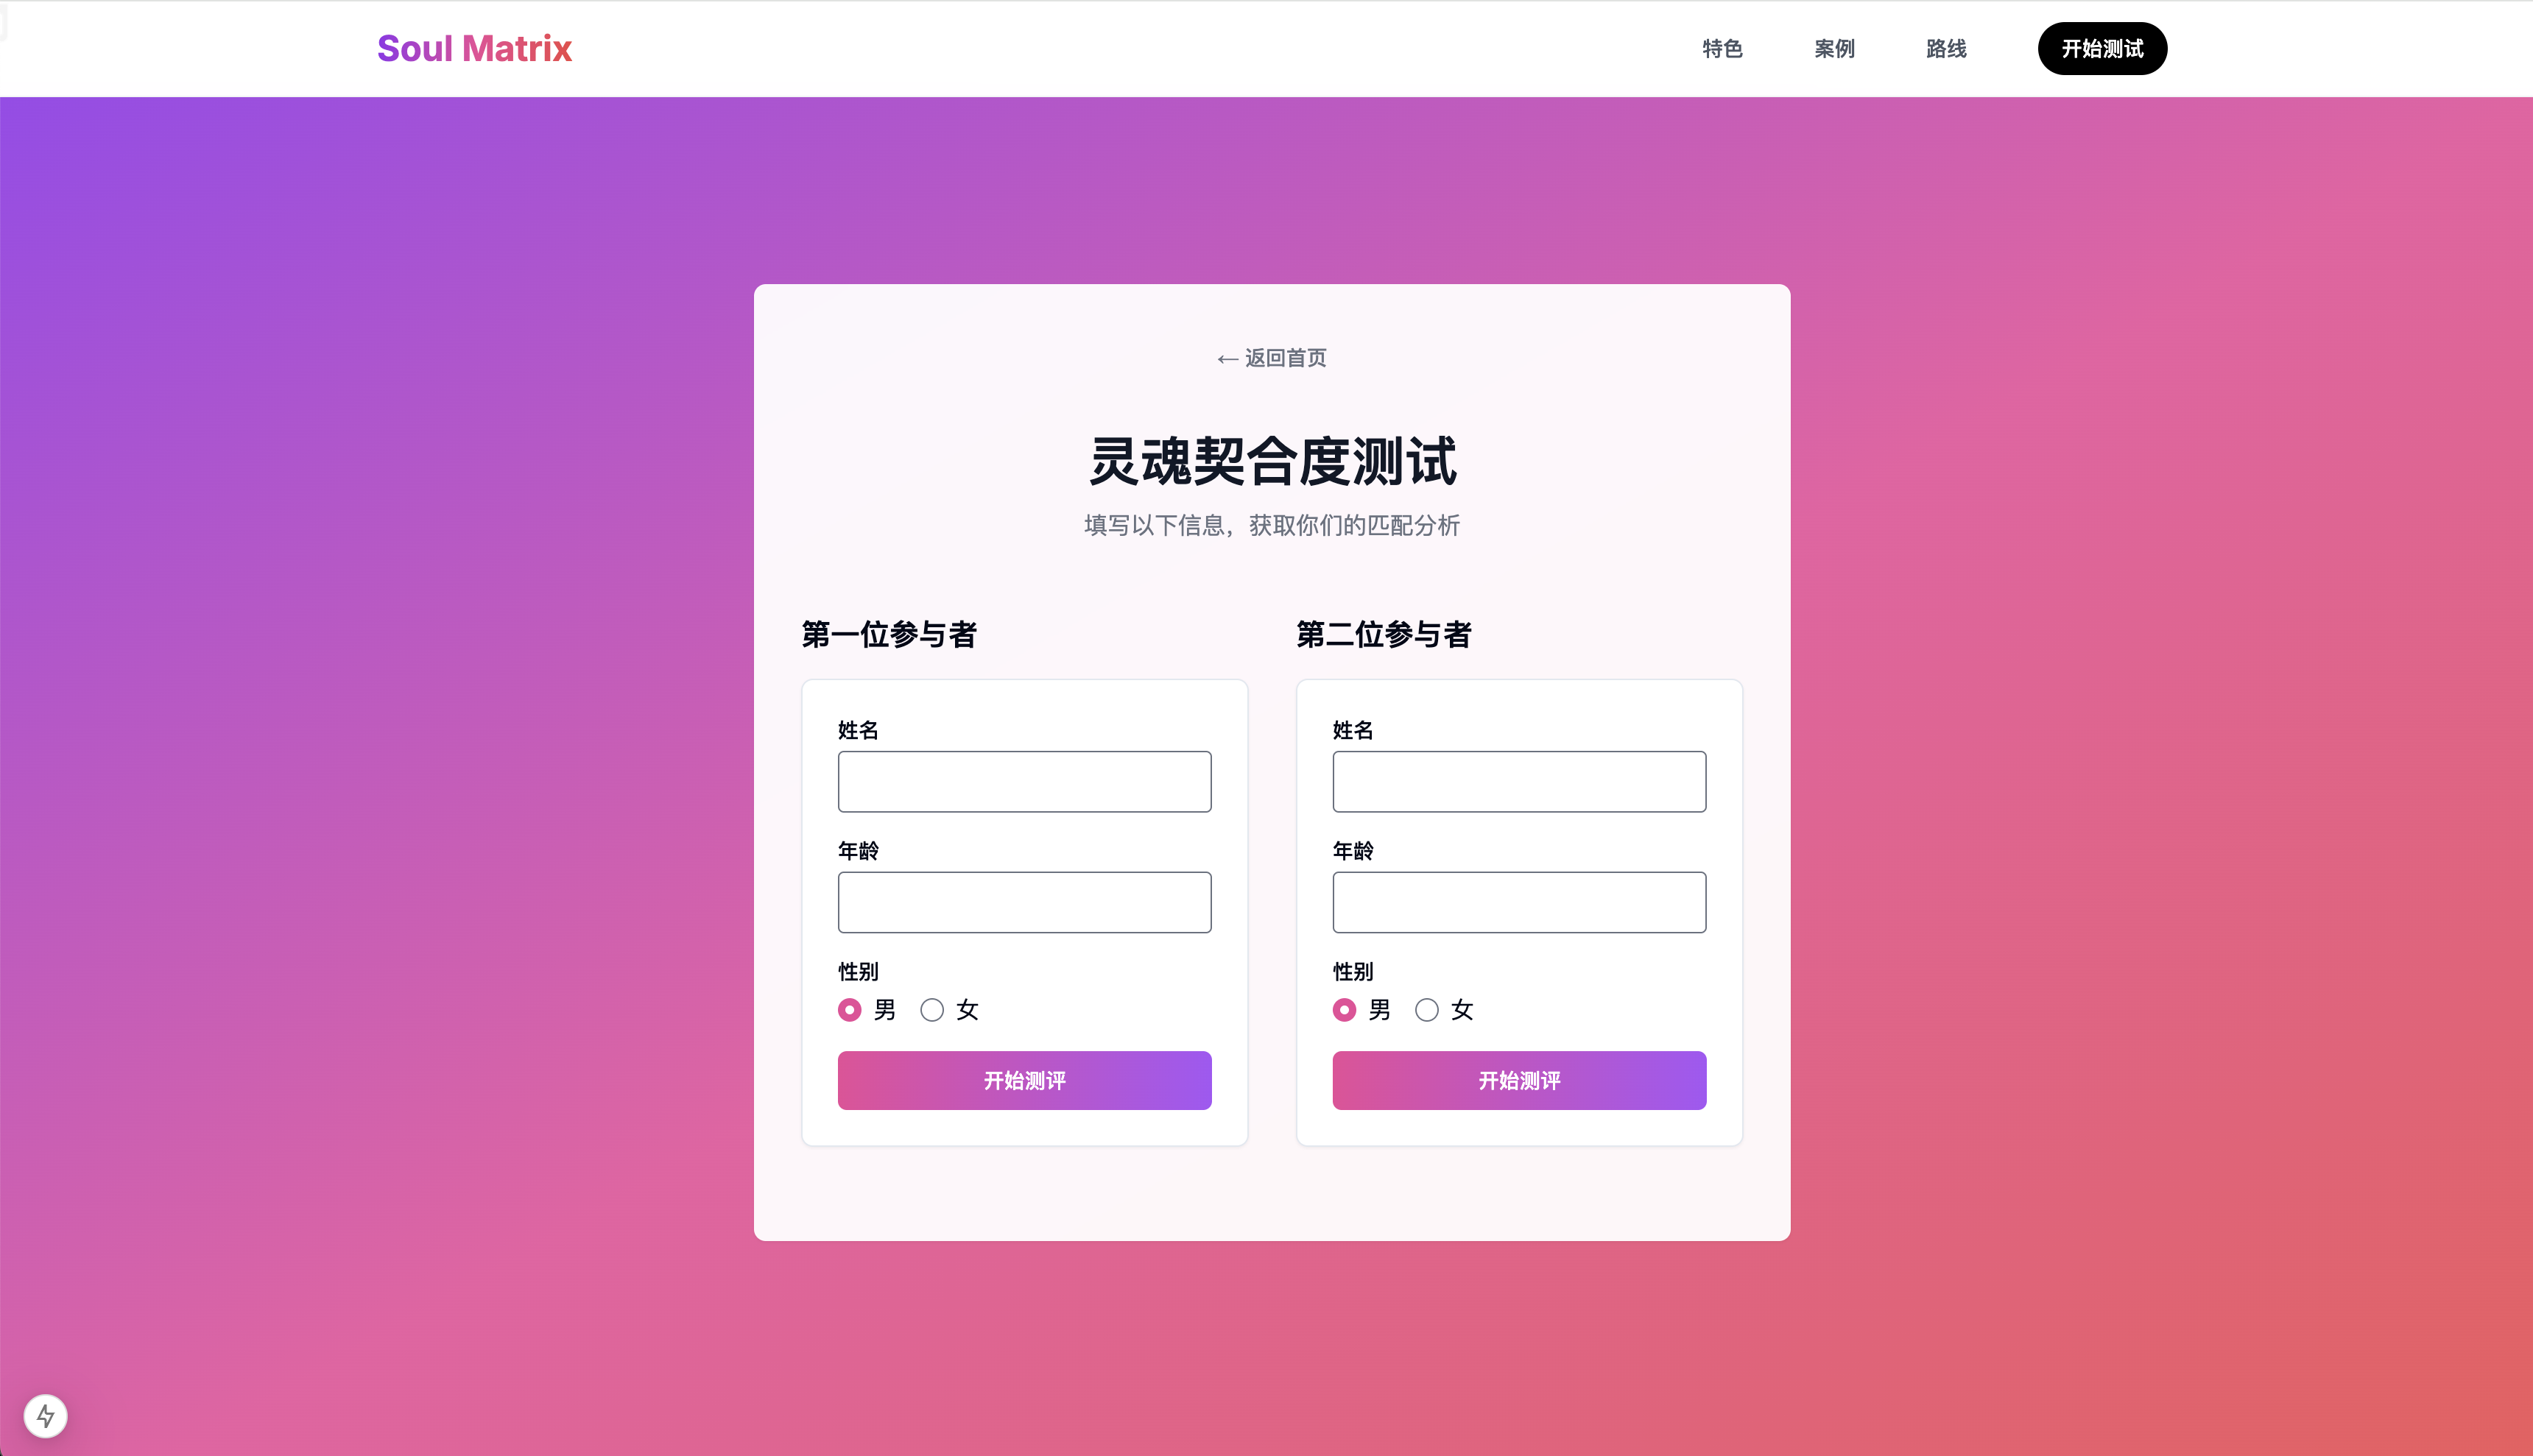 Soul Matrix
特色 案例 路线 开始测试
← 返回首页
灵魂契合度测试
填写以下信息，获取你们的匹配分析
第一位参与者
姓名
年龄
性别
男 女
开始测评
第二位参与者
姓名
年龄
性别
男 女
开始测评